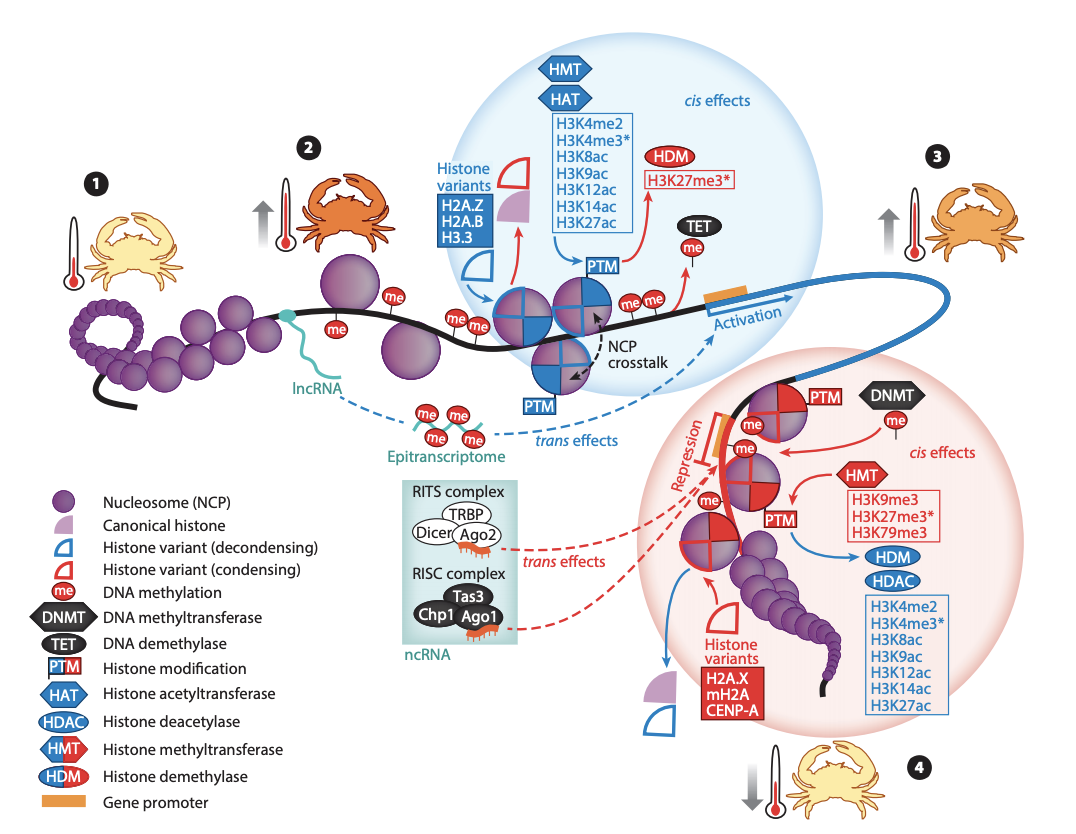 1
2
3
HMT
HAT
cis effects
H3K4me2
H3K4me3*
H3K8ac
H3K9ac
H3K12ac
H3K14ac
H3K27ac
HDM
H3K27me3*
Histone
variants
H2A.Z
H2A.B
H3.3
TET
me
PTM
me
me
me me
me me
Activation
NCP
crosstalk
PTM
lncRNA
me me
me me
Epitranscriptome
trans effects
PTM
DNMT
me
me
me
cis effects
Repression
HMT
H3K9me3
H3K27me3*
H3K79me3
PTM
me
HDM
HDAC
H3K4me2
H3K4me3*
H3K8ac
H3K9ac
H3K12ac
H3K14ac
H3K27ac
RITS complex
TRBP
Dicer Ago2
trans effects
RISC complex
Tas3
Chp1 Ago1
ncRNA
Histone
variants
H2A.X
mH2A
CENP-A
4
Nucleosome (NCP)
Canonical histone
Histone variant (decondensing)
Histone variant (condensing)
me DNA methylation
DNMT DNA methyltransferase
TET DNA demethylase
PTM Histone modification
HAT Histone acetyltransferase
HDAC Histone deacetylase
HMT Histone methyltransferase
HDM Histone demethylase
Gene promoter